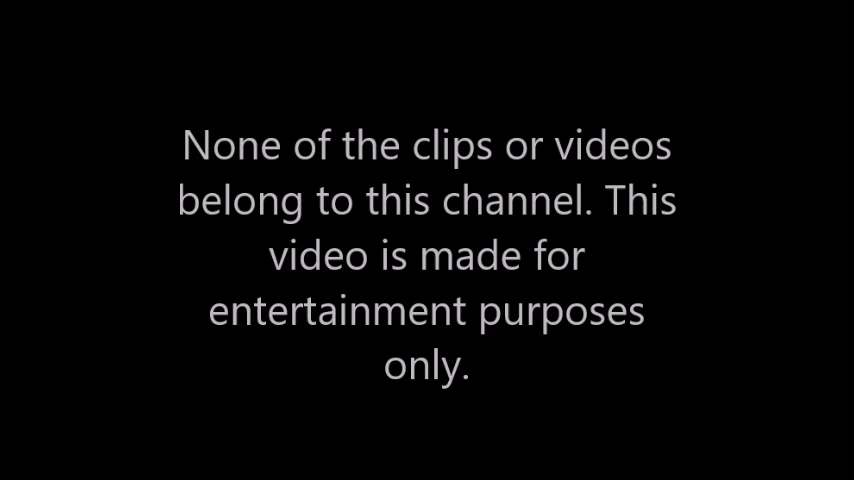 None of the clips or videos
belong to this channel. This
video is made for
entertainment purposes
only.